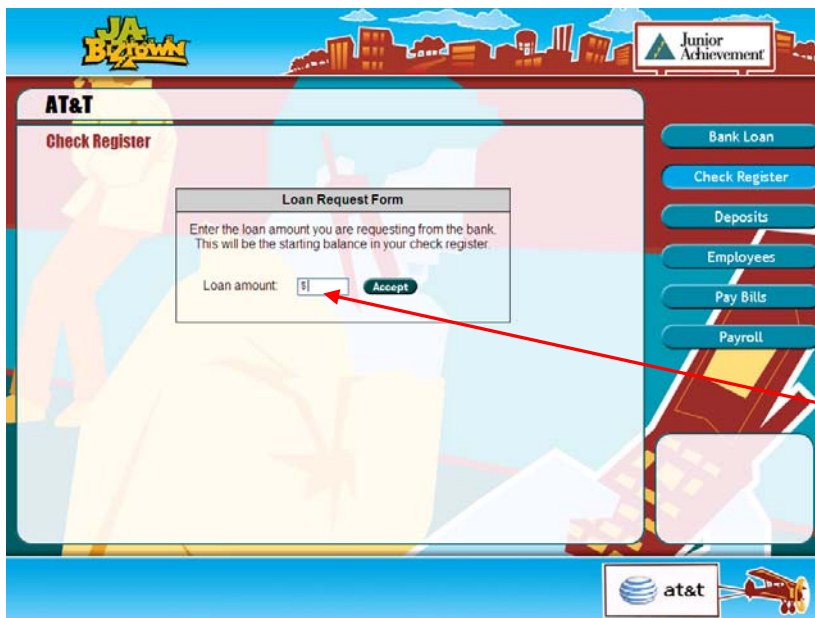 JA
BizTown
Junior
Achievement
AT&T
Check Register
Loan Request Form
Enter the loan amount you are requesting from the bank.
This will be the starting balance in your check register.
Loan amount:
$
Accept
Bank Loan
Check Register
Deposits
Employees
Pay Bills
Payroll
at&t